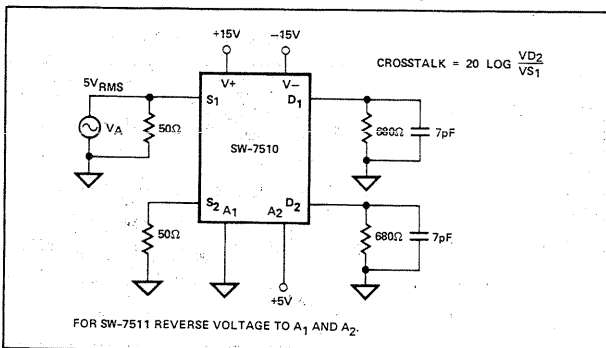 +15V
-15V
CROSSTALK = 20 LOG VD2
VS1
5VRMS
S1
V+
V-
D1
VA
50Ω
SW-7510
680Ω
7pF
S2
A1
A2
D2
50Ω
680Ω
7pF
+5V
FOR SW-7511 REVERSE VOLTAGE TO A1 AND A2.